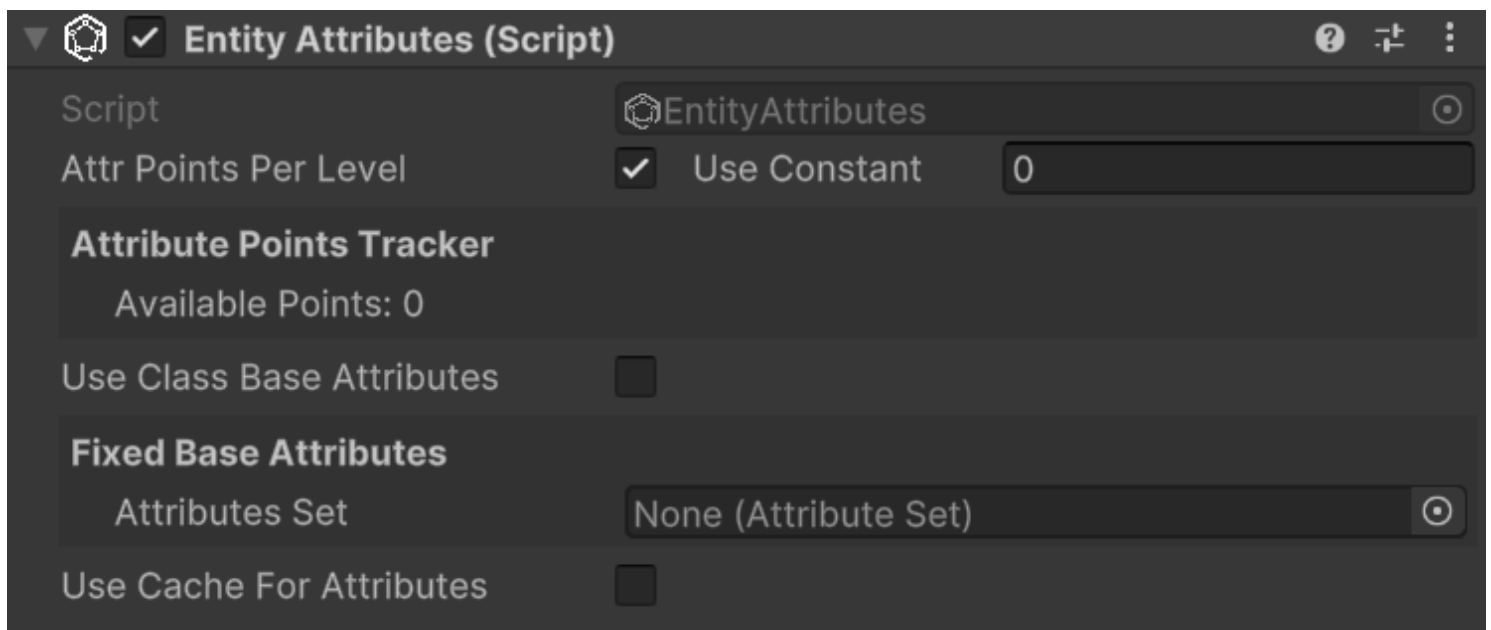 Entity Attributes (Script)
Script EntityAttributes
Attr Points Per Level Use Constant 0
Attribute Points Tracker
Available Points: 0
Use Class Base Attributes
Fixed Base Attributes
Attributes Set None (Attribute Set)
Use Cache For Attributes